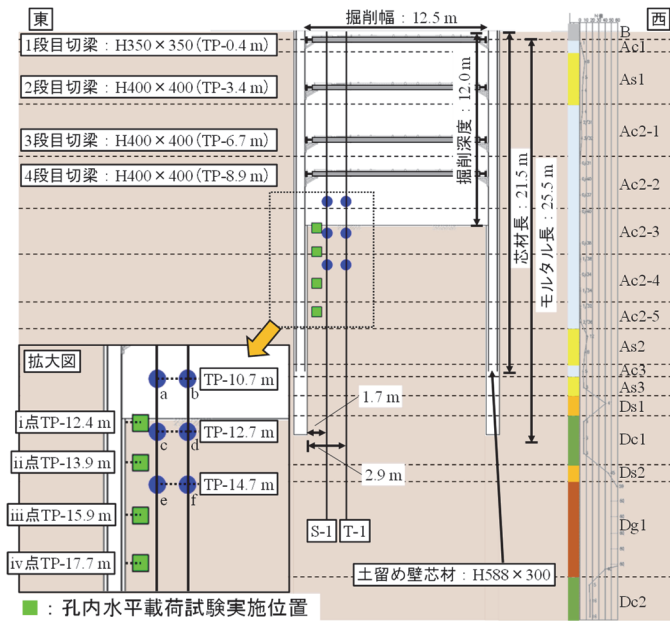 東
西
掘削幅：12.5 m
1段目切梁：H350×350(TP-0.4 m)
2段目切梁：H400×400(TP-3.4 m)
3段目切梁：H400×400(TP-6.7 m)
4段目切梁：H400×400(TP-8.9 m)
掘削深度：12.0 m
芯材長：21.5 m
モルタル長：25.5 m
B
Ac1
As1
Ac2-1
Ac2-2
Ac2-3
Ac2-4
Ac2-5
As2
Ac3
As3
Ds1
Dc1
Ds2
Dg1
Dc2
拡大図
a
b
TP-10.7 m
i点TP-12.4 m
c
d
TP-12.7 m
ii点TP-13.9 m
e
f
TP-14.7 m
iii点TP-15.9 m
iv点TP-17.7 m
1.7 m
2.9 m
S-1
T-1
土留め壁芯材：H588×300
：孔内水平載荷試験実施位置